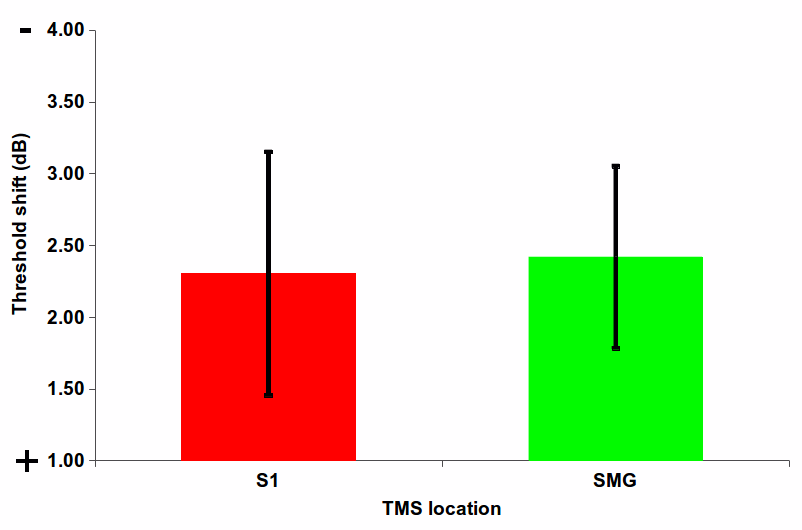 - 4.00
3.50
3.00
2.50
2.00
1.50
+ 1.00
Threshold shift (dB)
S1 SMG
TMS location